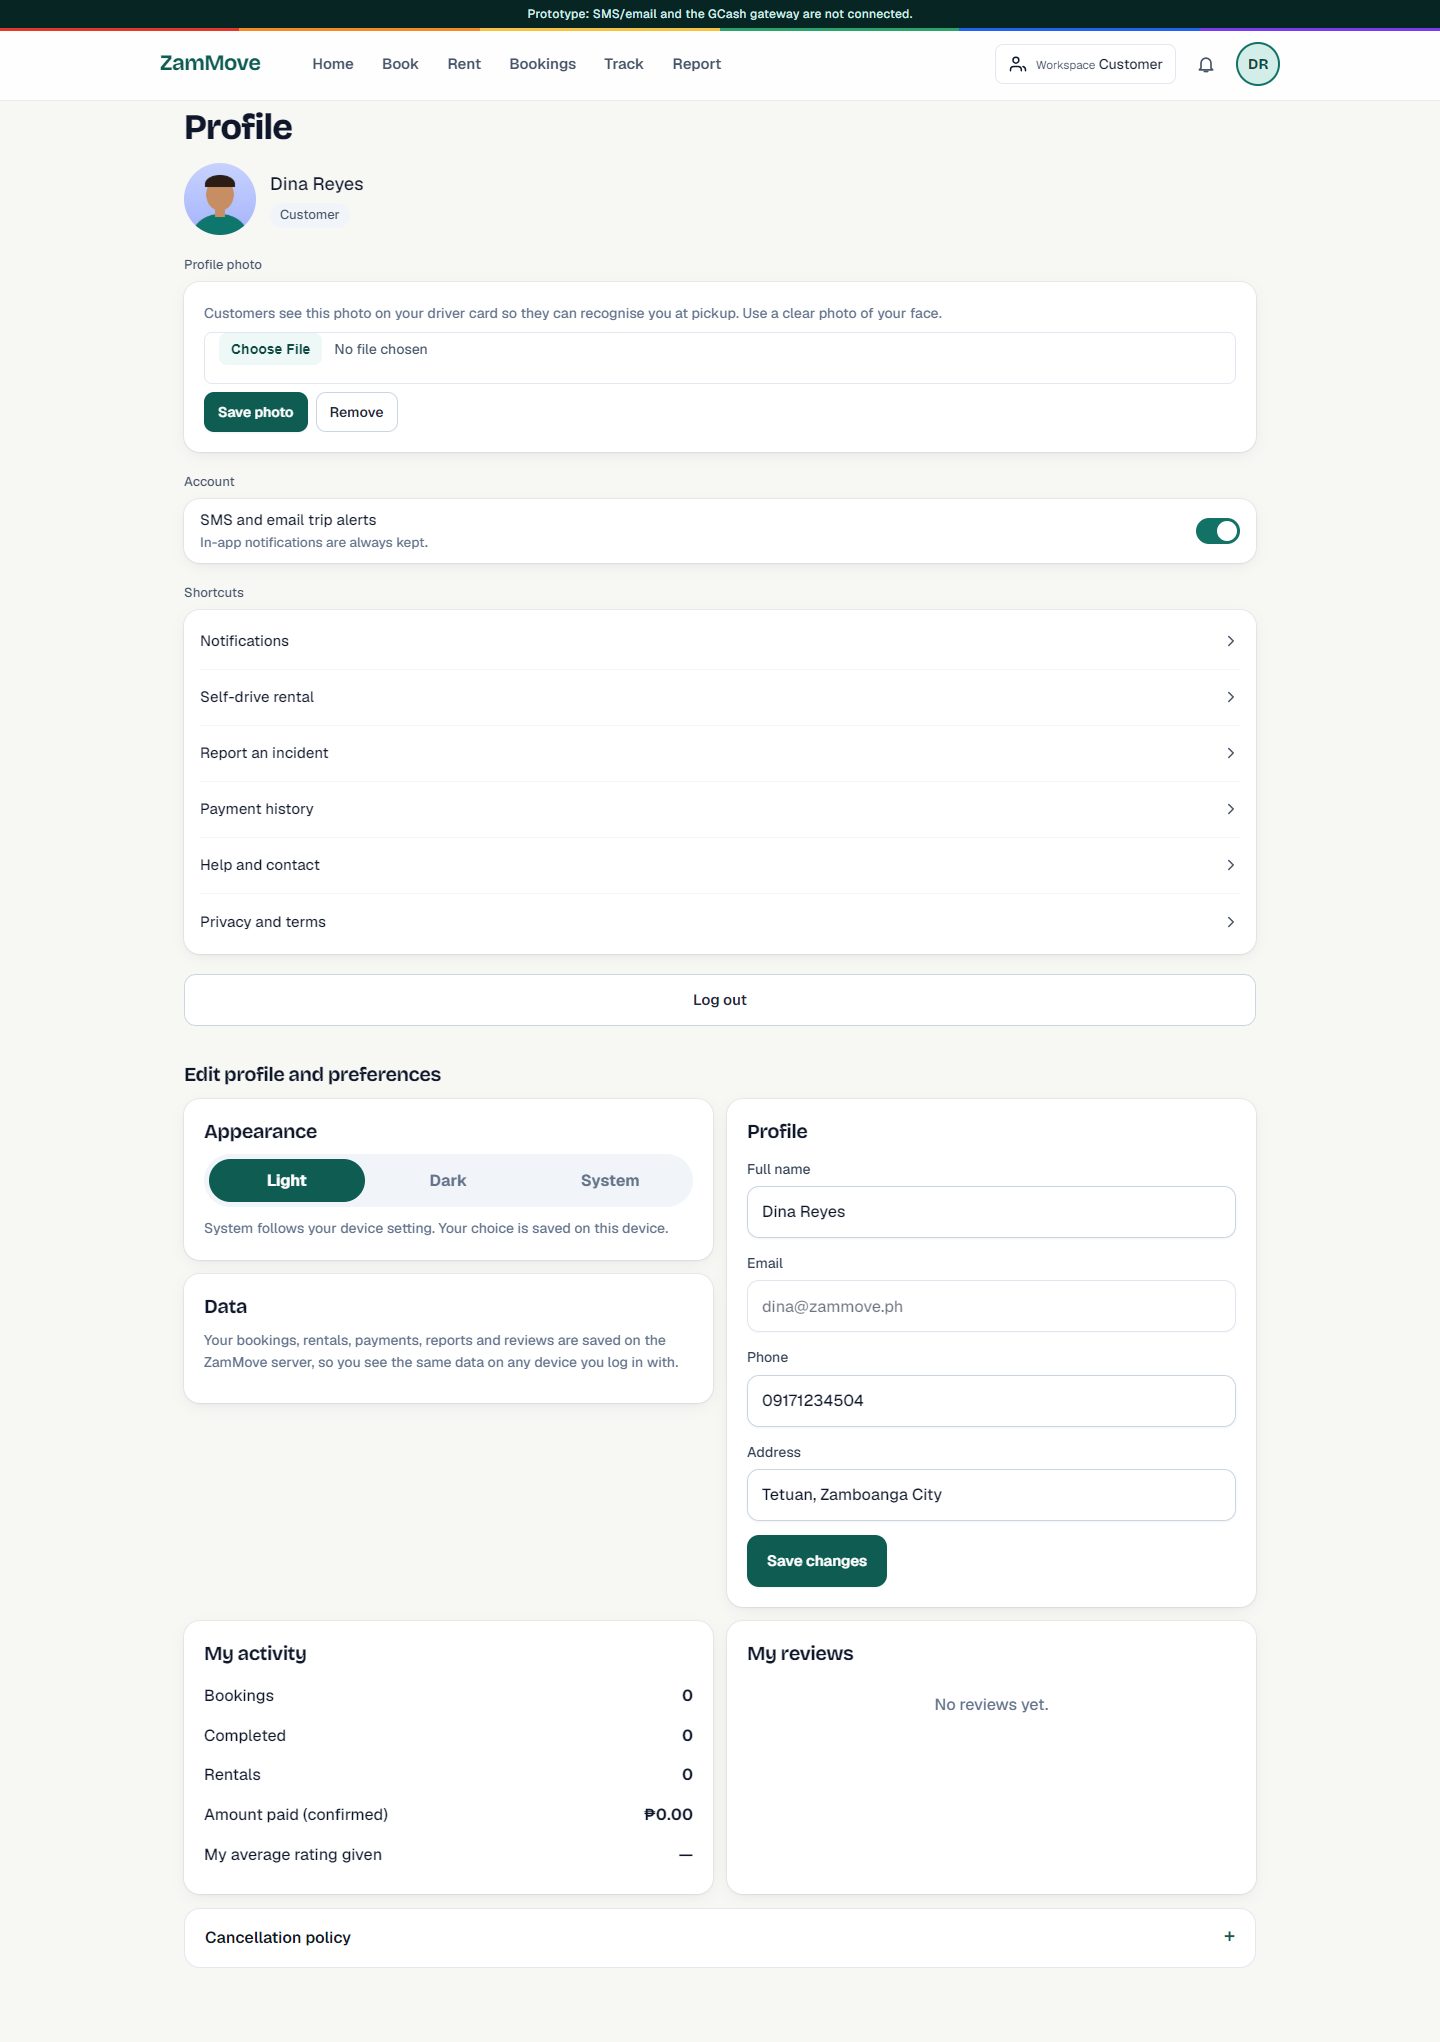 Prototype: SMS/email and the GCash gateway are not connected.
ZamMove
Home
Book
Rent
Bookings
Track
Report
Workspace Customer
DR
Profile
Dina Reyes
Customer
Profile photo
Customers see this photo on your driver card so they can recognise you at pickup. Use a clear photo of your face.
Choose File No file chosen
Save photo
Remove
Account
SMS and email trip alerts
In-app notifications are always kept.
Shortcuts
Notifications
Self-drive rental
Report an incident
Payment history
Help and contact
Privacy and terms
Log out
Edit profile and preferences
Appearance
Light
Dark
System
System follows your device setting. Your choice is saved on this device.
Data
Your bookings, rentals, payments, reports and reviews are saved on the
ZamMove server, so you see the same data on any device you log in with.
Profile
Full name
Dina Reyes
Email
dina@zammove.ph
Phone
09171234504
Address
Tetuan, Zamboanga City
Save changes
My activity
Bookings 0
Completed 0
Rentals 0
Amount paid (confirmed) ₱0.00
My average rating given —
My reviews
No reviews yet.
Cancellation policy +